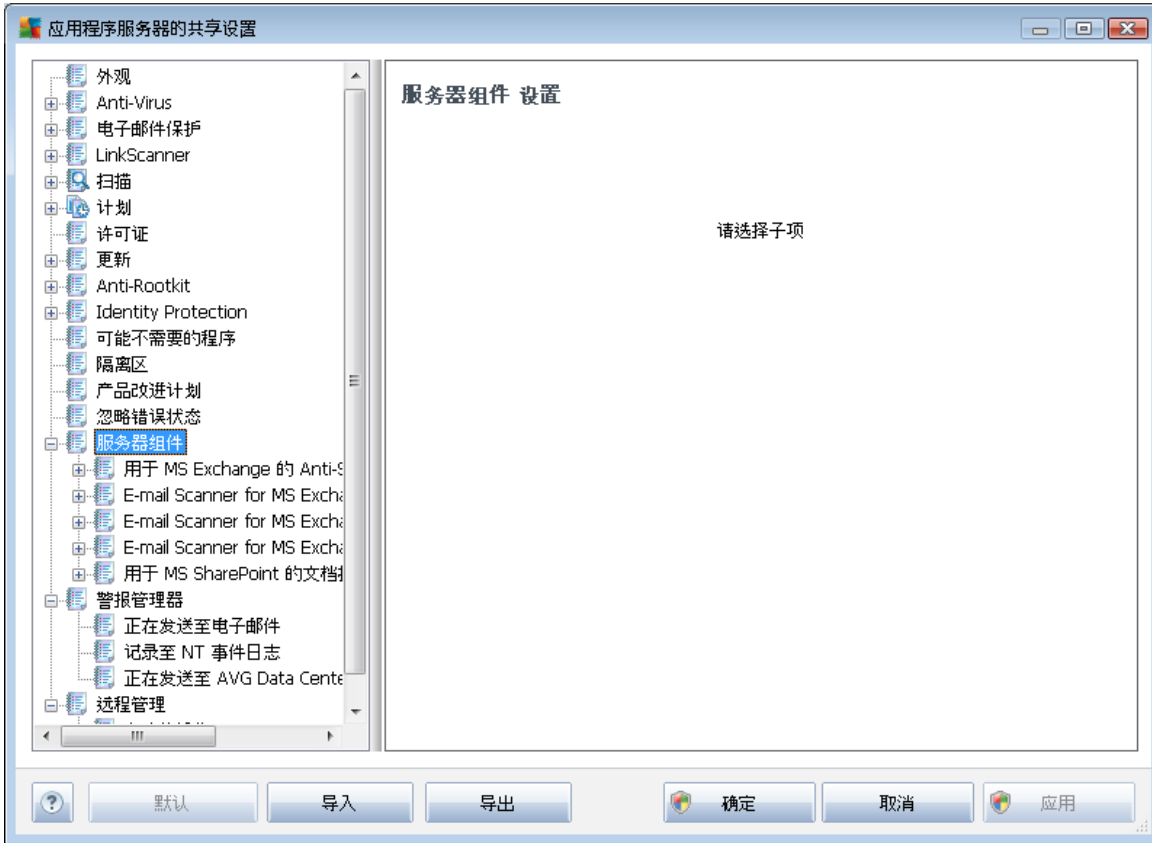 应用程序服务器的共享设置
外观
Anti-Virus
电子邮件保护
LinkScanner
扫描
计划
许可证
更新
Anti-Rootkit
Identity Protection
可能不需要的程序
隔离区
产品改进计划
忽略错误状态
服务器组件
用于 MS Exchange 的 Anti-S
E-mail Scanner for MS Excha
E-mail Scanner for MS Excha
E-mail Scanner for MS Excha
用于 MS SharePoint 的文档
警报管理器
正在发送至电子邮件
记录至 NT 事件日志
正在发送至 AVG Data Cente
远程管理
服务器组件 设置
请选择子项
默认
导入
导出
确定
取消
应用